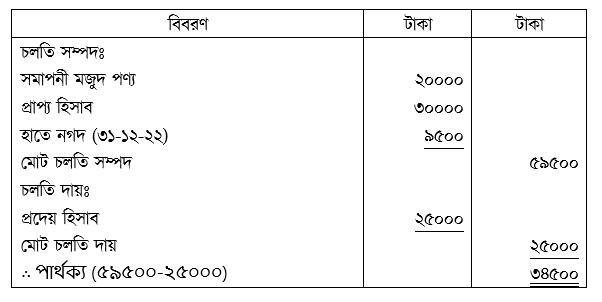 বিবরণ টাকা টাকা
চলতি সম্পদঃ
সমাপনী মজুদ পণ্য ২০০০০
প্রাপ্য হিসাব ৩০০০০
হাতে নগদ (৩১-১২-২২) ৯৫০০
মোট চলতি সম্পদ ৫৯৫০০
চলতি দায়ঃ
প্রদেয় হিসাব ২৫০০০
মোট চলতি দায় ২৫০০০
∴ পার্থক্য (৫৯৫০০-২৫০০০) ৩৪৫০০